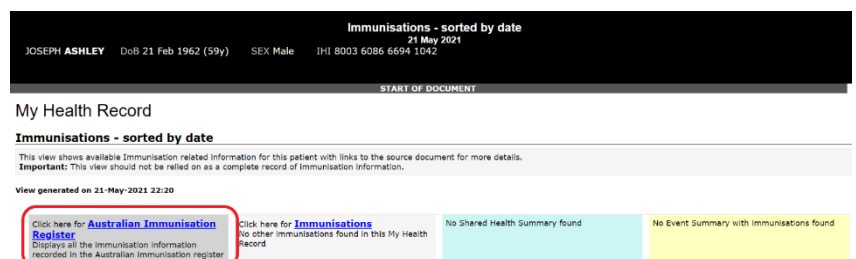 Immunisations - sorted by date
21 May 2021
JOSEPH ASHLEY DoB 21 Feb 1962 (59y) SEX Male IHI 8003 6086 6694 1042
START OF DOCUMENT
My Health Record
Immunisations - sorted by date
This view shows available Immunisation related information for this patient with links to the source document for more details.
Important: This view should not be relied on as a complete record of immunisation information.
View generated on 21-May-2021 22:20
Click here for Australian Immunisation
Register
Displays all the immunisation information
recorded in the Australian immunisation register
Click here for Immunisations
No other immunisations found in this My Health
Record
No Shared Health Summary found
No Event Summary with immunisations found